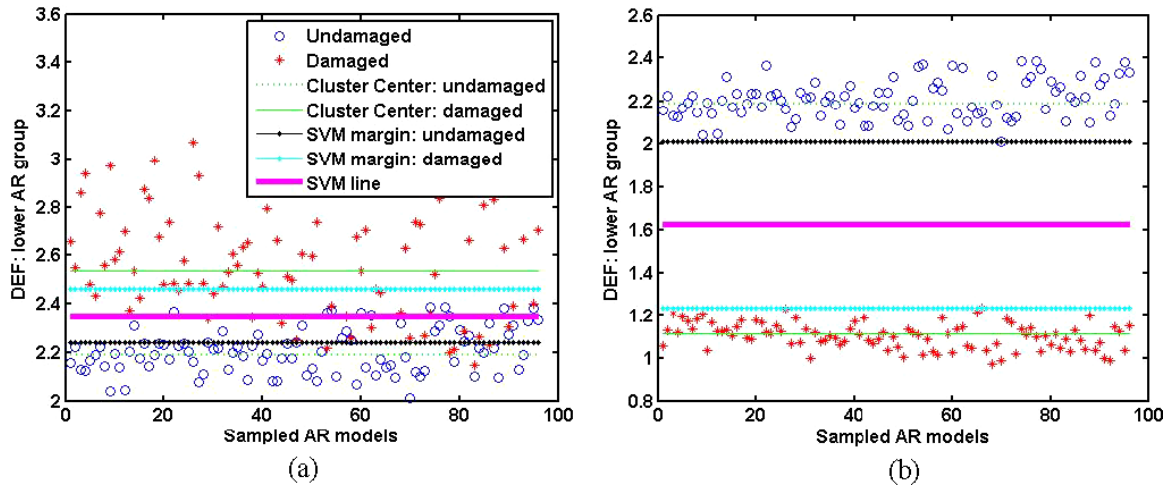 3.6
3.4
3.2
3
2.8
2.6
2.4
2.2
2
DEF: lower AR group
Undamaged
Damaged
Cluster Center: undamaged
Cluster Center: damaged
SVM margin: undamaged
SVM margin: damaged
SVM line
0 20 40 60 80 100
Sampled AR models
(a)
2.6
2.4
2.2
2
1.8
1.6
1.4
1.2
1
0.8
DEF: lower AR group
0 20 40 60 80 100
Sampled AR models
(b)